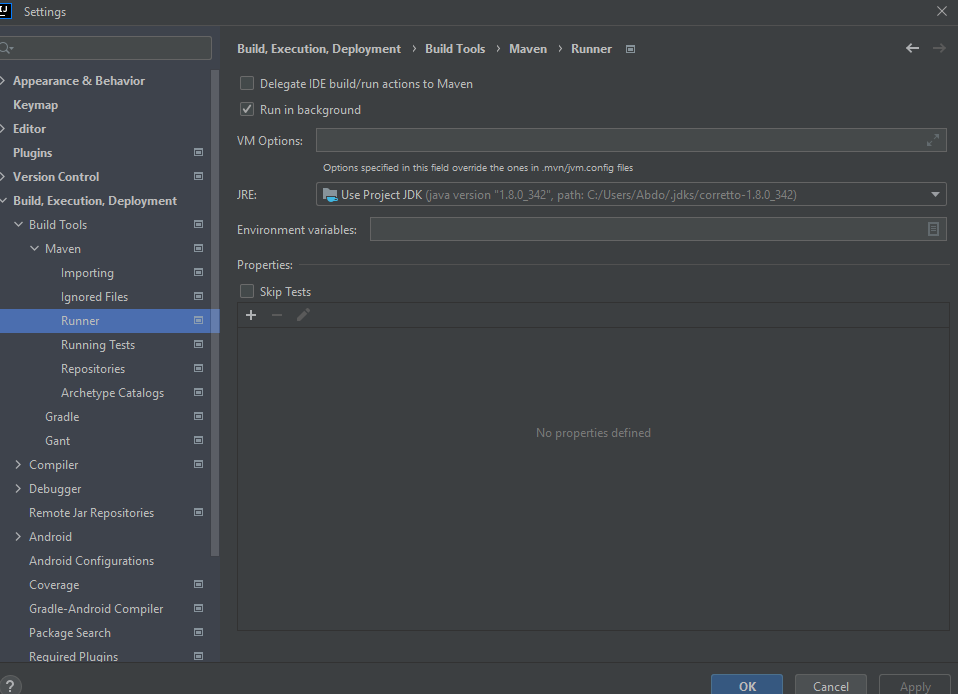 IJ
Settings
Build, Execution, Deployment › Build Tools › Maven › Runner
Appearance & Behavior
Keymap
Editor
Plugins
Version Control
Build, Execution, Deployment
Build Tools
Maven
Importing
Ignored Files
Runner
Running Tests
Repositories
Archetype Catalogs
Gradle
Gant
Compiler
Debugger
Remote Jar Repositories
Android
Android Configurations
Coverage
Gradle-Android Compiler
Package Search
Required Plugins
Delegate IDE build/run actions to Maven
Run in background
VM Options:
Options specified in this field override the ones in .mvn/jvm.config files
JRE: Use Project JDK (java version "1.8.0_342", path: C:/Users/Abdo/.jdks/corretto-1.8.0_342)
Environment variables:
Properties:
Skip Tests
No properties defined
?
OK Cancel Apply